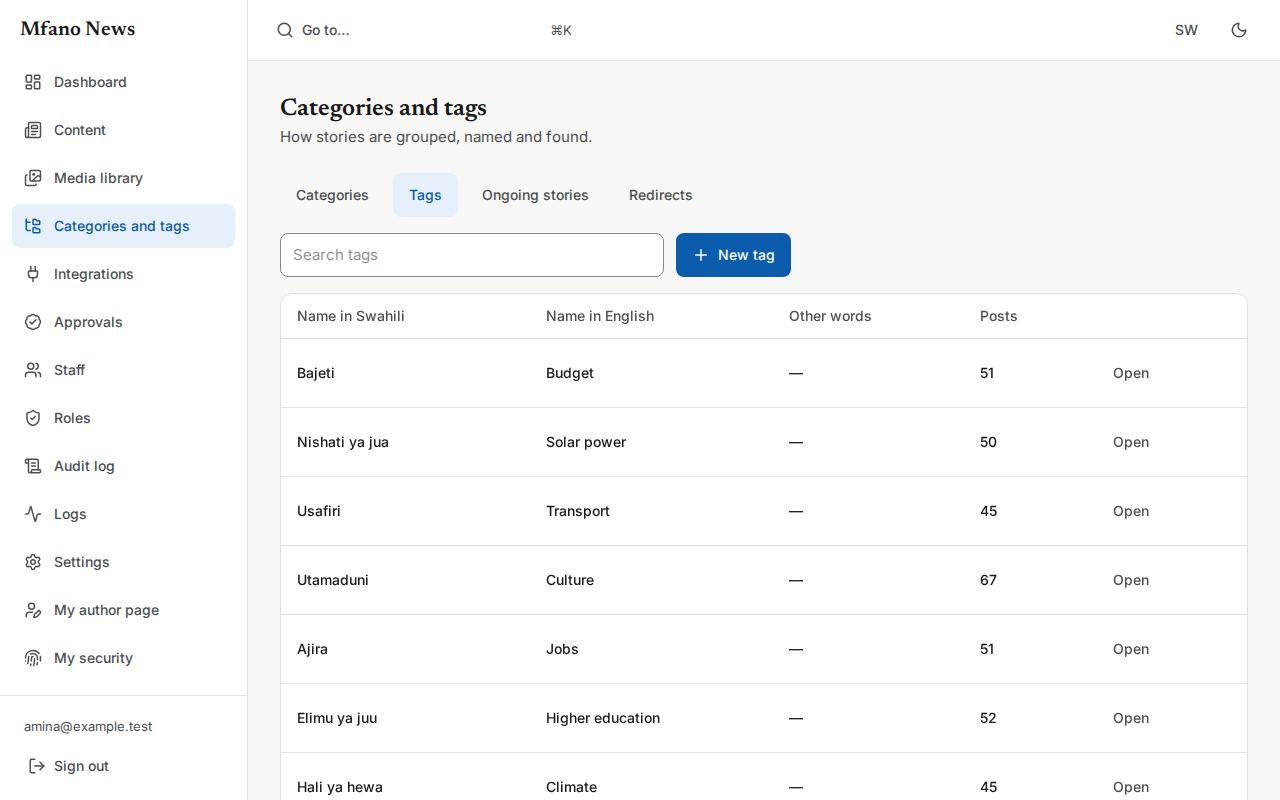 Mfano News
Go to...
⌘K
SW
Dashboard
Content
Media library
Categories and tags
Integrations
Approvals
Staff
Roles
Audit log
Logs
Settings
My author page
My security
amina@example.test
Sign out
Categories and tags
How stories are grouped, named and found.
Categories Tags Ongoing stories Redirects
Search tags
New tag
Name in Swahili Name in English Other words Posts
Bajeti Budget — 51 Open
Nishati ya jua Solar power — 50 Open
Usafiri Transport — 45 Open
Utamaduni Culture — 67 Open
Ajira Jobs — 51 Open
Elimu ya juu Higher education — 52 Open
Hali ya hewa Climate — 45 Open